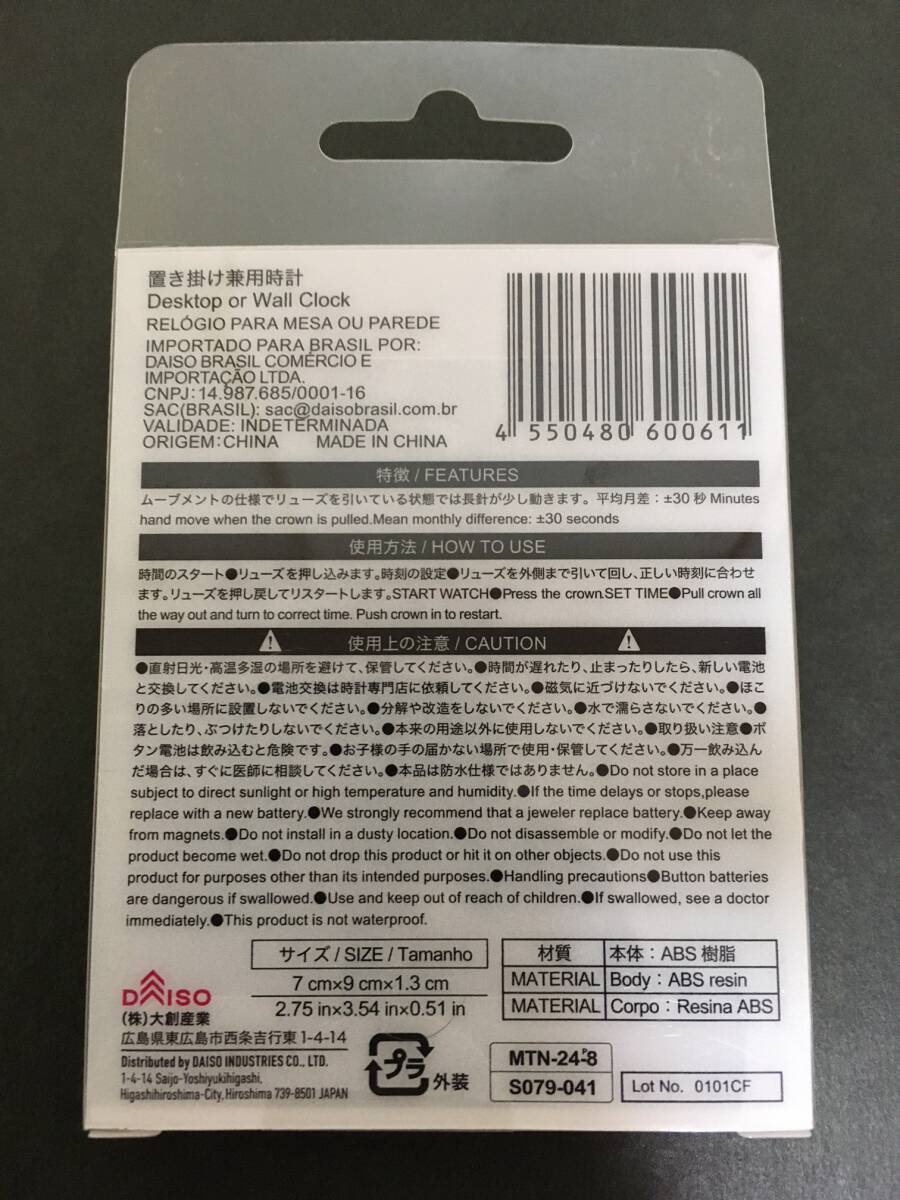 置き掛け兼用時計
Desktop or Wall Clock
RELÓGIO PARA MESA OU PAREDE
IMPORTADO PARA BRASIL POR:
DAISO BRASIL COMÉRCIO E
IMPORTAÇÃO LTDA.
CNPJ:14.987.685/0001-16
SAC(BRASIL): sac@daisobrasil.com.br
VALIDADE: INDETERMINADA
ORIGEM:CHINA MADE IN CHINA
4 550480 600611
特徴 / FEATURES
ムーブメントの仕様でリューズを引いている状態では長針が少し動きます。平均月差：±30 秒 Minutes
hand move when the crown is pulled.Mean monthly difference: ±30 seconds
使用方法 / HOW TO USE
時間のスタート●リューズを押し込みます。時刻の設定●リューズを外側まで引いて回し、正しい時刻に合わせ
ます。リューズを押し戻してリスタートします。START WATCH●Press the crown.SET TIME●Pull crown all
the way out and turn to correct time. Push crown in to restart.
使用上の注意 / CAUTION
●直射日光・高温多湿の場所を避けて、保管してください。●時間が遅れたり、止まったりしたら、新しい電池
と交換してください。●電池交換は時計専門店に依頼してください。●磁気に近づけないでください。●ほこ
りの多い場所に設置しないでください。●分解や改造をしないでください。●水で濡らさないでください。●
落としたり、ぶつけたりしないでください。●本来の用途以外に使用しないでください。●取り扱い注意●ボ
タン電池は飲み込むと危険です。●お子様の手の届かない場所で使用・保管してください。●万一飲み込ん
だ場合は、すぐに医師に相談してください。●本品は防水仕様ではありません。●Do not store in a place
subject to direct sunlight or high temperature and humidity.●If the time delays or stops,please
replace with a new battery.●We strongly recommend that a jeweler replace battery.●Keep away
from magnets.●Do not install in a dusty location.●Do not disassemble or modify.●Do not let the
product become wet.●Do not drop this product or hit it on other objects.●Do not use this
product for purposes other than its intended purposes.●Handling precautions●Button batteries
are dangerous if swallowed.●Use and keep out of reach of children.●If swallowed, see a doctor
immediately.●This product is not waterproof.
サイズ / SIZE / Tamanho
7 cm×9 cm×1.3 cm
2.75 in×3.54 in×0.51 in
材質 本体：ABS 樹脂
MATERIAL Body：ABS resin
MATERIAL Corpo：Resina ABS
DAISO
(株)大創産業
広島県東広島市西条吉行東 1-4-14
Distributed by DAISO INDUSTRIES CO., LTD.
1-4-14 Saijo-Yoshiyukihigashi,
Higashihiroshima-City, Hiroshima 739-8501 JAPAN
プラ 外装
MTN-24-P8
S079-041
Lot No. 0101CF